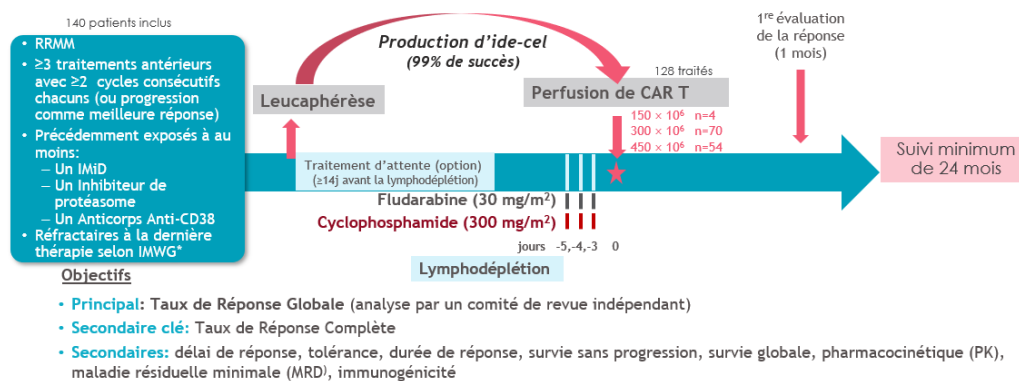 140 patients inclus
• RRMM
• ≥3 traitements antérieurs
avec ≥2 cycles consécutifs
chacuns (ou progression
comme meilleure réponse)
• Précédemment exposés à au
moins:
– Un IMiD
– Un Inhibiteur de
protéasome
– Un Anticorps Anti-CD38
• Réfractaires à la dernière
thérapie selon IMWG*
Leucaphérèse
Production d'ide-cel
(99% de succès)
128 traités
Perfusion de CAR T
150 × 10⁶ n=4
300 × 10⁶ n=70
450 × 10⁶ n=54
1re évaluation
de la réponse
(1 mois)
Traitement d'attente (option)
(≥14j avant la lymphodéplétion)
Suivi minimum
de 24 mois
Fludarabine (30 mg/m²)
Cyclophosphamide (300 mg/m²)
jours -5,-4,-3 0
Lymphodéplétion
Objectifs
• Principal: Taux de Réponse Globale (analyse par un comité de revue indépendant)
• Secondaire clé: Taux de Réponse Complète
• Secondaires: délai de réponse, tolérance, durée de réponse, survie sans progression, survie globale, pharmacocinétique (PK),
maladie résiduelle minimale (MRD), immunogénicité